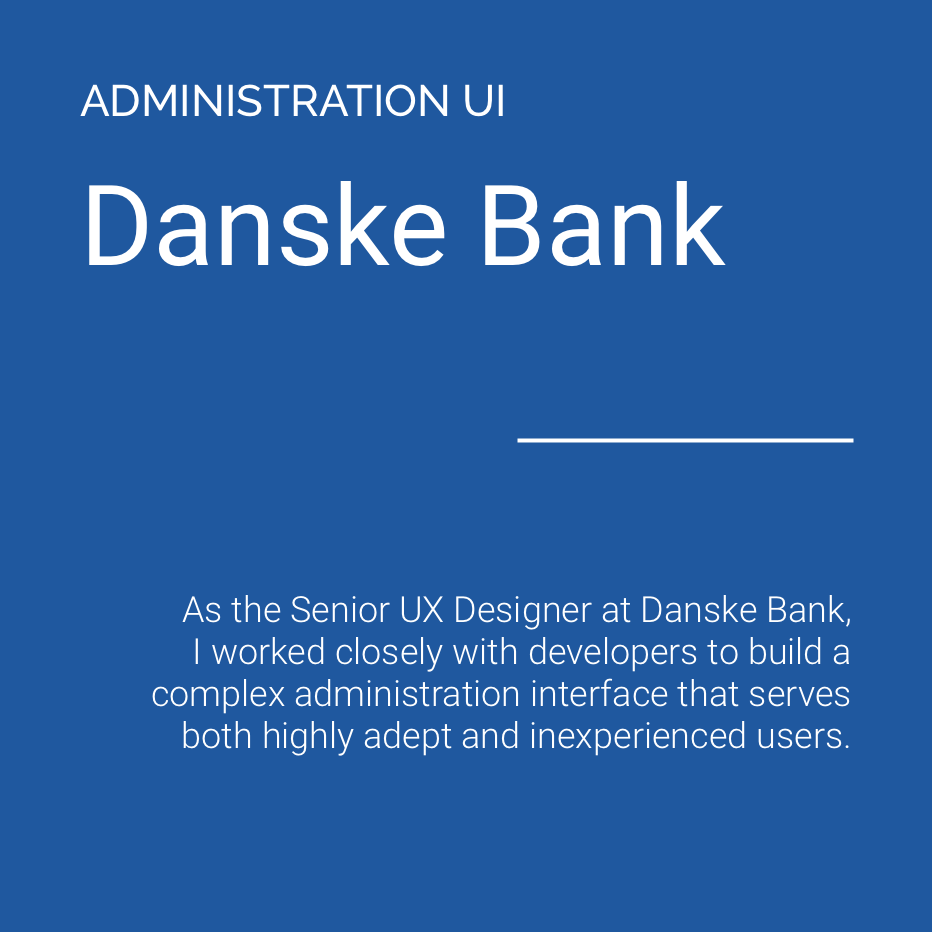 ADMINISTRATION UI
Danske Bank
As the Senior UX Designer at Danske Bank,
I worked closely with developers to build a
complex administration interface that serves
both highly adept and inexperienced users.